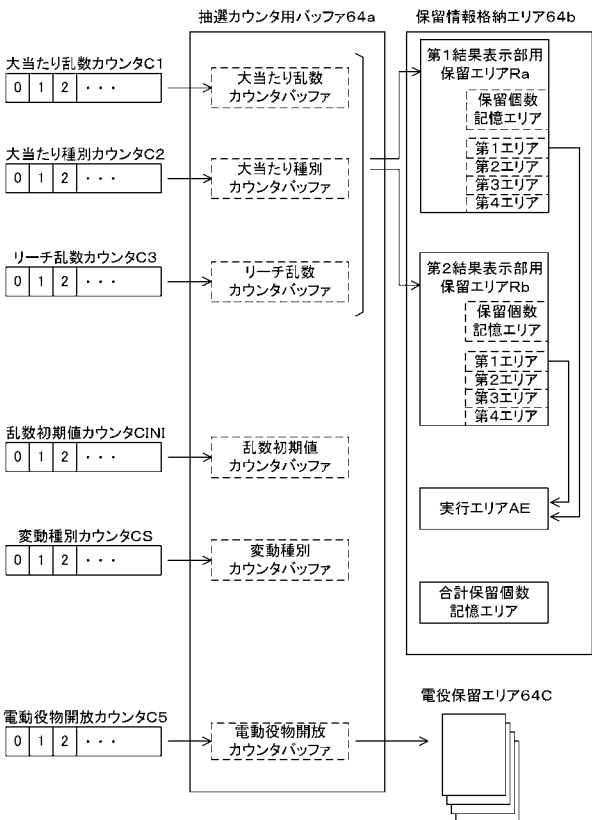 抽選カウンタ用バッファ64a
保留情報格納エリア64b
大当たり乱数カウンタC1
0 1 2 ・・・
大当たり乱数
カウンタバッファ
大当たり種別カウンタC2
0 1 2 ・・・
大当たり種別
カウンタバッファ
リーチ乱数カウンタC3
0 1 2 ・・・
リーチ乱数
カウンタバッファ
乱数初期値カウンタCINI
0 1 2 ・・・
乱数初期値
カウンタバッファ
変動種別カウンタCS
0 1 2 ・・・
変動種別
カウンタバッファ
電動役物開放カウンタC5
0 1 2 ・・・
電動役物開放
カウンタバッファ
第1結果表示部用
保留エリアRa
保留個数
記憶エリア
第1エリア
第2エリア
第3エリア
第4エリア
第2結果表示部用
保留エリアRb
保留個数
記憶エリア
第1エリア
第2エリア
第3エリア
第4エリア
実行エリアAE
合計保留個数
記憶エリア
電役保留エリア64C